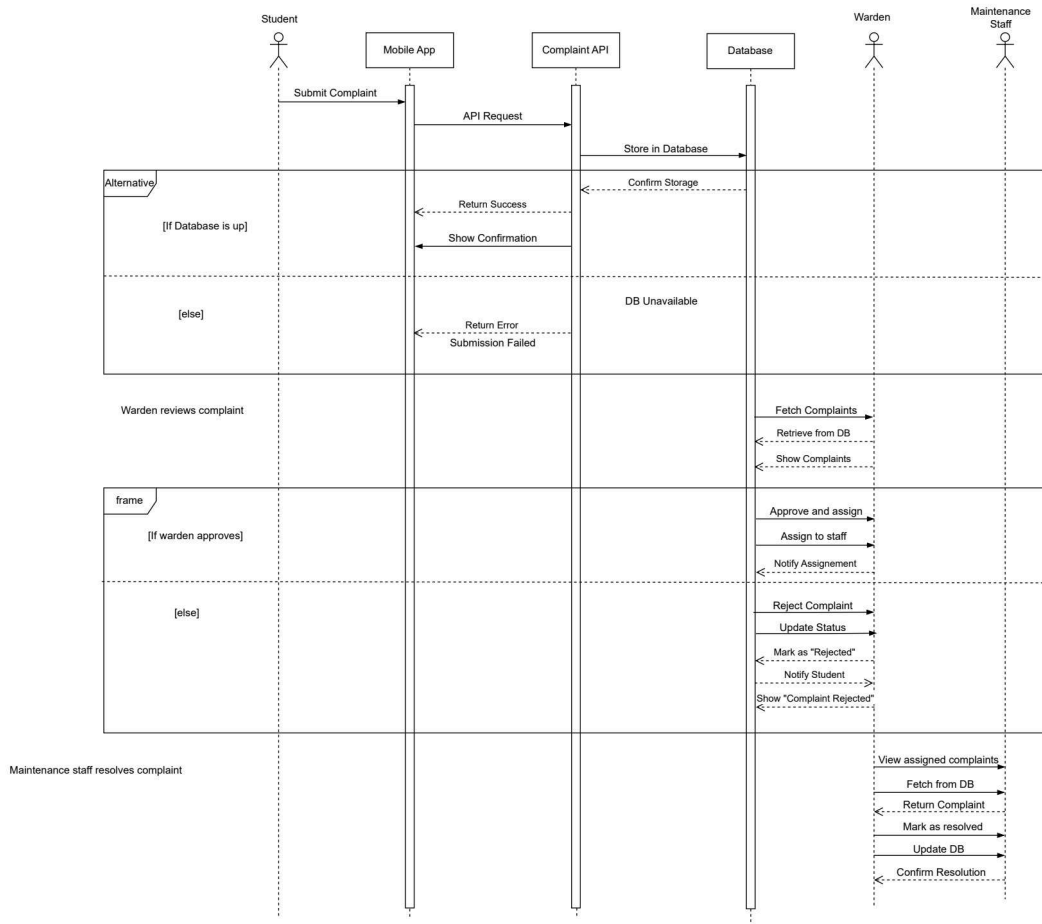 Student
Warden
Maintenance
Staff
Mobile App
Complaint API
Database
Submit Complaint
API Request
Store in Database
Alternative
Confirm Storage
Return Success
[If Database is up]
Show Confirmation
DB Unavailable
[else]
Return Error
Submission Failed
Warden reviews complaint
Fetch Complaints
Retrieve from DB
Show Complaints
frame
Approve and assign
[If warden approves]
Assign to staff
Notify Assignement
[else]
Reject Complaint
Update Status
Mark as "Rejected"
Notify Student
Show "Complaint Rejected"
View assigned complaints
Maintenance staff resolves complaint
Fetch from DB
Return Complaint
Mark as resolved
Update DB
Confirm Resolution